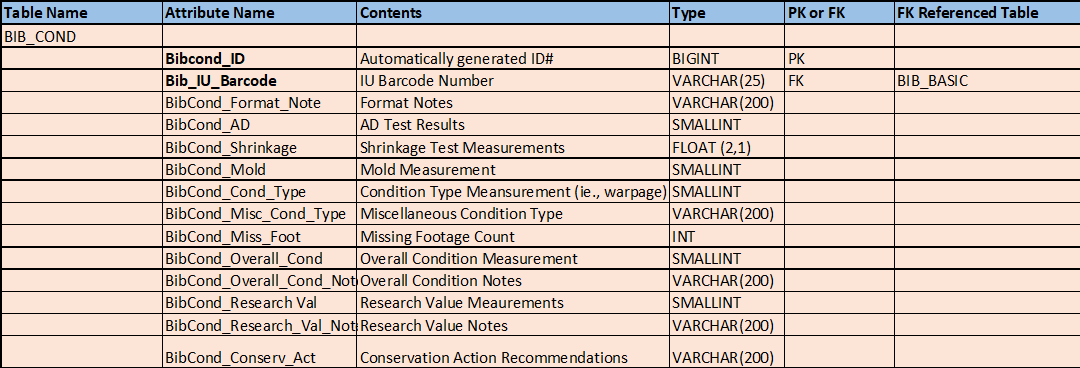 Table Name Attribute Name Contents Type PK or FK FK Referenced Table
BIB_COND
Bibcond_ID Automatically generated ID# BIGINT PK
Bib_IU_Barcode IU Barcode Number VARCHAR(25) FK BIB_BASIC
BibCond_Format_Note Format Notes VARCHAR(200)
BibCond_AD AD Test Results SMALLINT
BibCond_Shrinkage Shrinkage Test Measurements FLOAT (2,1)
BibCond_Mold Mold Measurement SMALLINT
BibCond_Cond_Type Condition Type Meansurement (ie., warpage) SMALLINT
BibCond_Misc_Cond_Type Miscellaneous Condition Type VARCHAR(200)
BibCond_Miss_Foot Missing Footage Count INT
BibCond_Overall_Cond Overall Condition Measurement SMALLINT
BibCond_Overall_Cond_Not Overall Condition Notes VARCHAR(200)
BibCond_Research Val Research Value Meaurements SMALLINT
BibCond_Research_Val_Not Research Value Notes VARCHAR(200)
BibCond_Conserv_Act Conservation Action Recommendations VARCHAR(200)